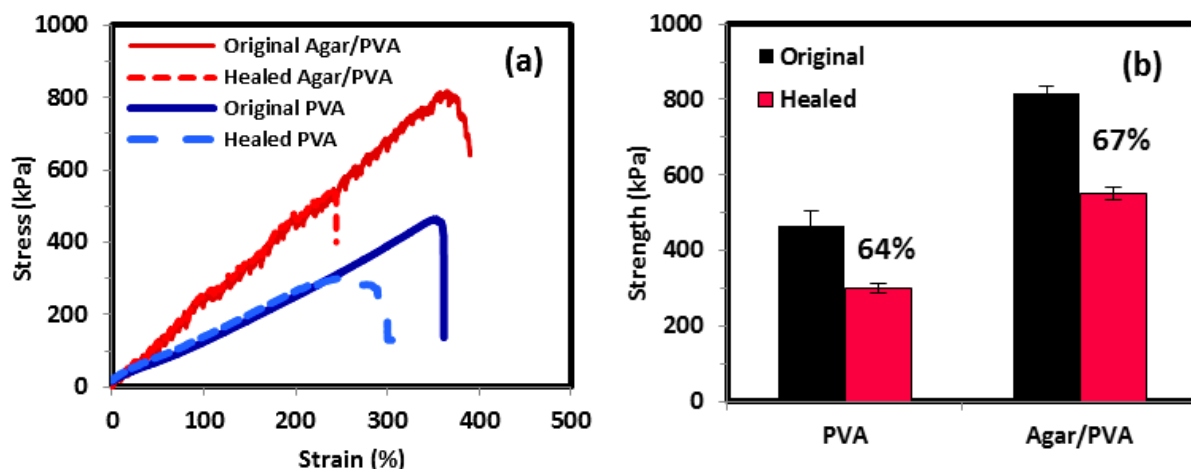 1000
800
600
400
200
0
Stress (kPa)
Original Agar/PVA
Healed Agar/PVA
Original PVA
Healed PVA
(a)
0 100 200 300 400 500
Strain (%)
1000
800
600
400
200
0
Strength (kPa)
Original
Healed
(b)
64%
67%
PVA Agar/PVA